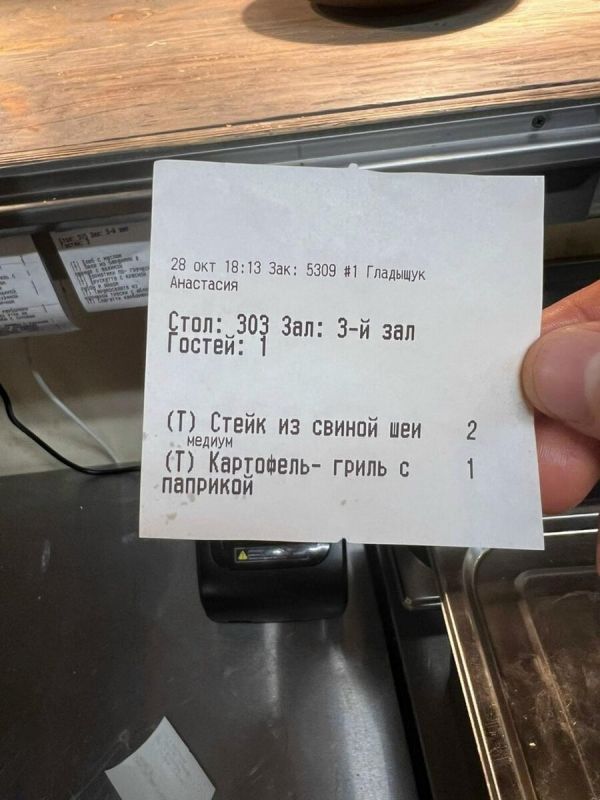 28 окт 18:13 Зак: 5309 #1 Гладыщук
Анастасия
Стол: 303 Зал: 3-й зал
Гостей: 1
(Т) Стейк из свиной шеи 2
медиум
(Т) Картофель- гриль с 1
паприкой